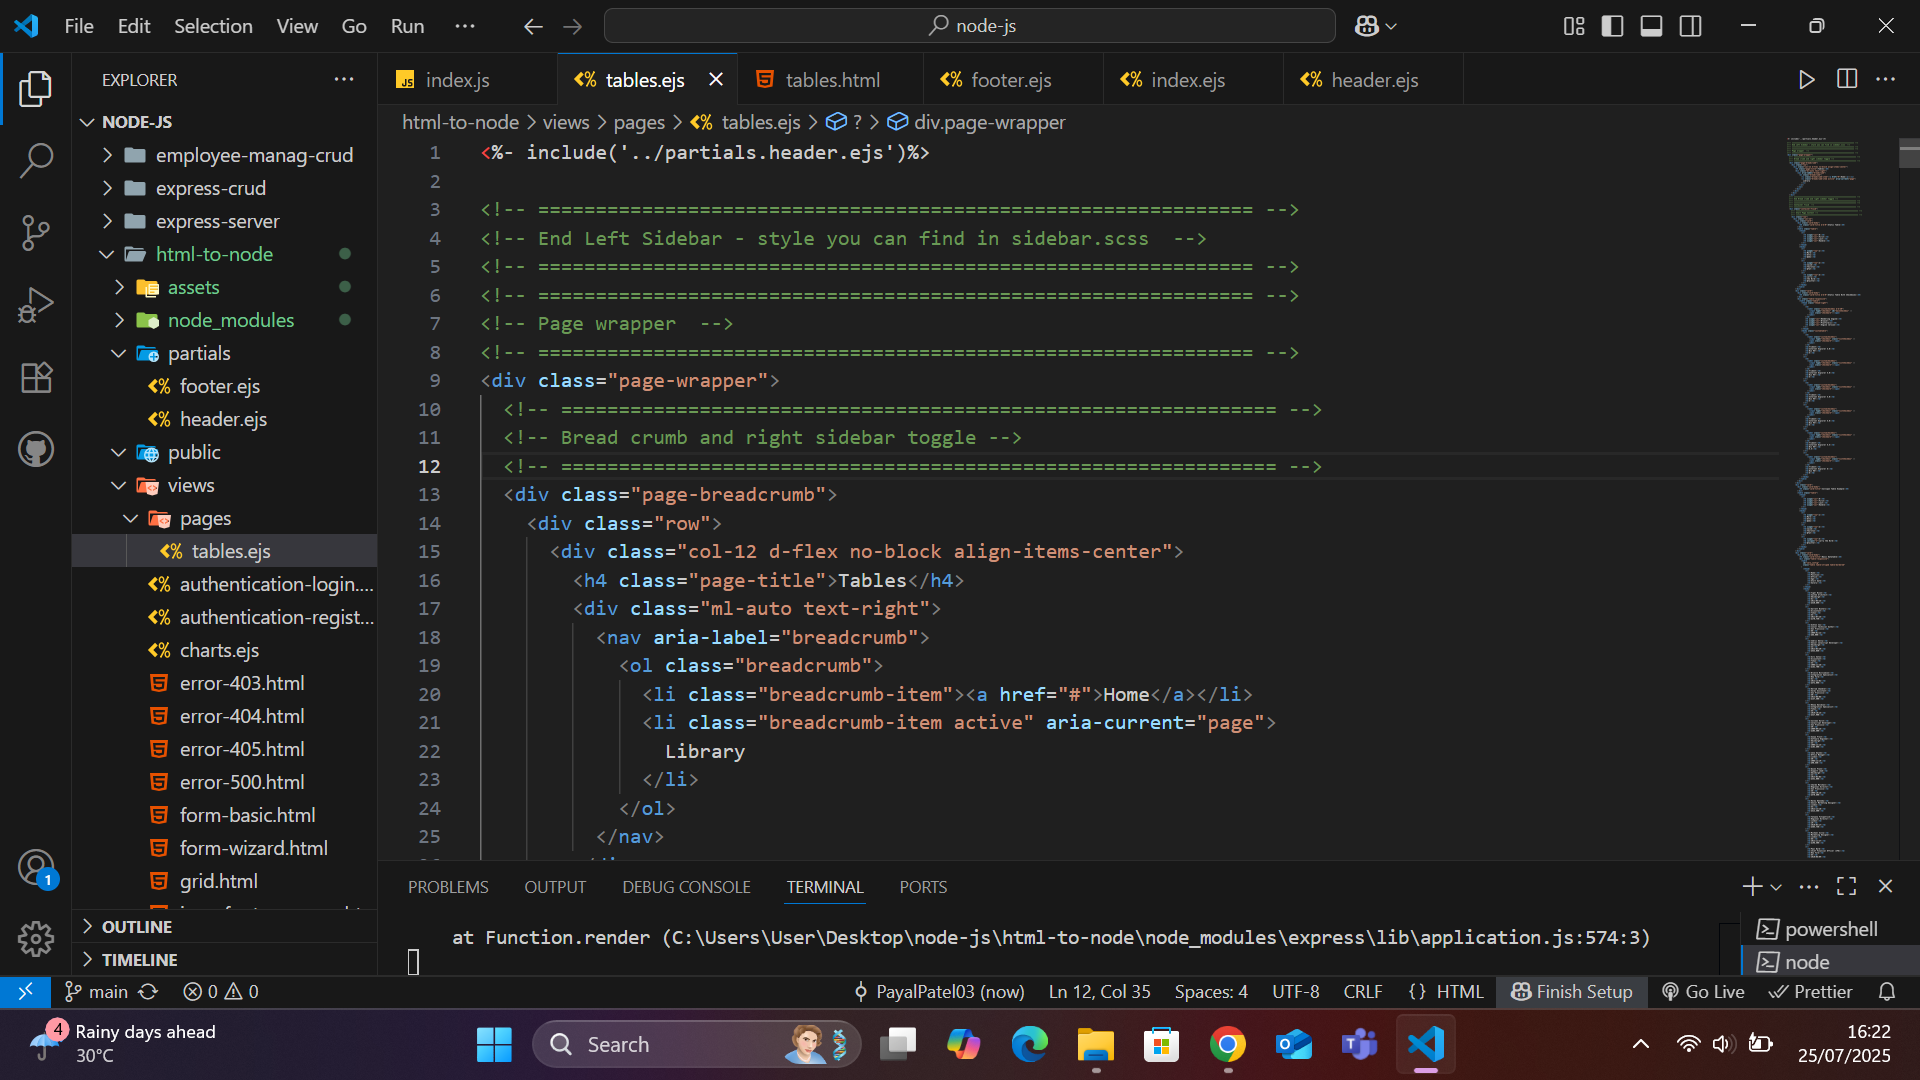 File Edit Selection View Go Run
node-js
EXPLORER
NODE-JS
employee-manag-crud
express-crud
express-server
html-to-node
assets
node_modules
partials
footer.ejs
header.ejs
public
views
pages
tables.ejs
authentication-login....
authentication-regist...
charts.ejs
error-403.html
error-404.html
error-405.html
error-500.html
form-basic.html
form-wizard.html
grid.html
OUTLINE
TIMELINE
index.js tables.ejs tables.html footer.ejs index.ejs header.ejs
html-to-node > views > pages > tables.ejs > ? > div.page-wrapper
1 <%- include('../partials.header.ejs')%>
2
3 <!-- ============================================================== -->
4 <!-- End Left Sidebar - style you can find in sidebar.scss  -->
5 <!-- ============================================================== -->
6 <!-- ============================================================== -->
7 <!-- Page wrapper  -->
8 <!-- ============================================================== -->
9 <div class="page-wrapper">
10 <!-- ============================================================== -->
11 <!-- Bread crumb and right sidebar toggle -->
12 <!-- ============================================================== -->
13 <div class="page-breadcrumb">
14 <div class="row">
15 <div class="col-12 d-flex no-block align-items-center">
16 <h4 class="page-title">Tables</h4>
17 <div class="ml-auto text-right">
18 <nav aria-label="breadcrumb">
19 <ol class="breadcrumb">
20 <li class="breadcrumb-item"><a href="#">Home</a></li>
21 <li class="breadcrumb-item active" aria-current="page">
22 Library
23 </li>
24 </ol>
25 </nav>
PROBLEMS OUTPUT DEBUG CONSOLE TERMINAL PORTS
at Function.render (C:\Users\User\Desktop\node-js\html-to-node\node_modules\express\lib\application.js:574:3)
powershell
node
1
main 0 0 PayalPatel03 (now) Ln 12, Col 35 Spaces: 4 UTF-8 CRLF {} HTML Finish Setup Go Live Prettier
4
Rainy days ahead
30°C
Search
16:22
25/07/2025